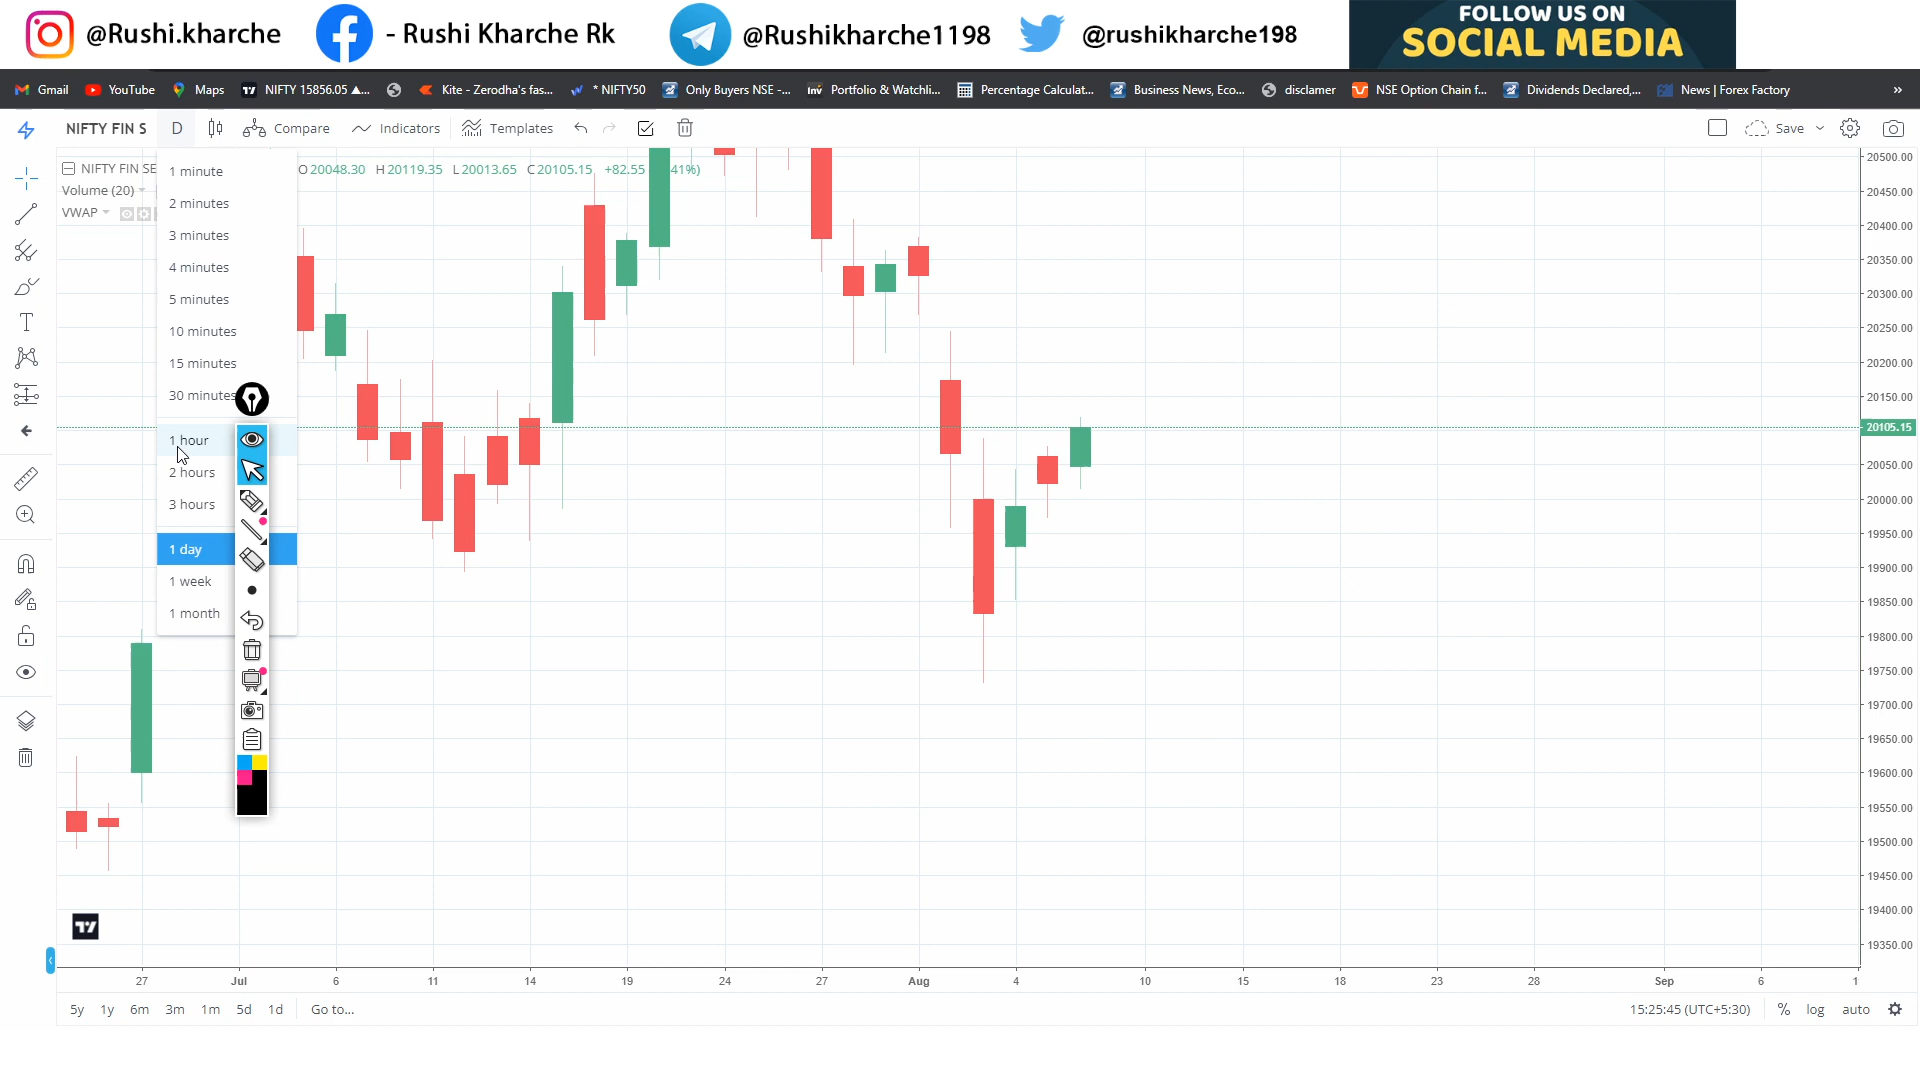 @Rushi.kharche
- Rushi Kharche Rk
@Rushikharche1198
@rushikharche198
FOLLOW US ON
SOCIAL MEDIA
Gmail
YouTube
Maps
NIFTY 15856.05 ▲...
Kite - Zerodha's fas...
* NIFTY50
Only Buyers NSE -...
Portfolio & Watchli...
Percentage Calculat...
Business News, Eco...
disclamer
NSE Option Chain f...
Dividends Declared,...
News | Forex Factory
»
NIFTY FIN S
D
Compare
Indicators
Templates
Save
NIFTY FIN SE
O20048.30 H20119.35 L20013.65 C20105.15 +82.55
41%)
Volume (20)
VWAP
1 minute
2 minutes
3 minutes
4 minutes
5 minutes
10 minutes
15 minutes
30 minutes
1 hour
2 hours
3 hours
1 day
1 week
1 month
20500.00
20450.00
20400.00
20350.00
20300.00
20250.00
20200.00
20150.00
20105.15
20050.00
20000.00
19950.00
19900.00
19850.00
19800.00
19750.00
19700.00
19650.00
19600.00
19550.00
19500.00
19450.00
19400.00
19350.00
27 Jul 6 11 14 19 24 27 Aug 4 10 15 18 23 28 Sep 6 1
5y 1y 6m 3m 1m 5d 1d Go to...
15:25:45 (UTC+5:30) % log auto